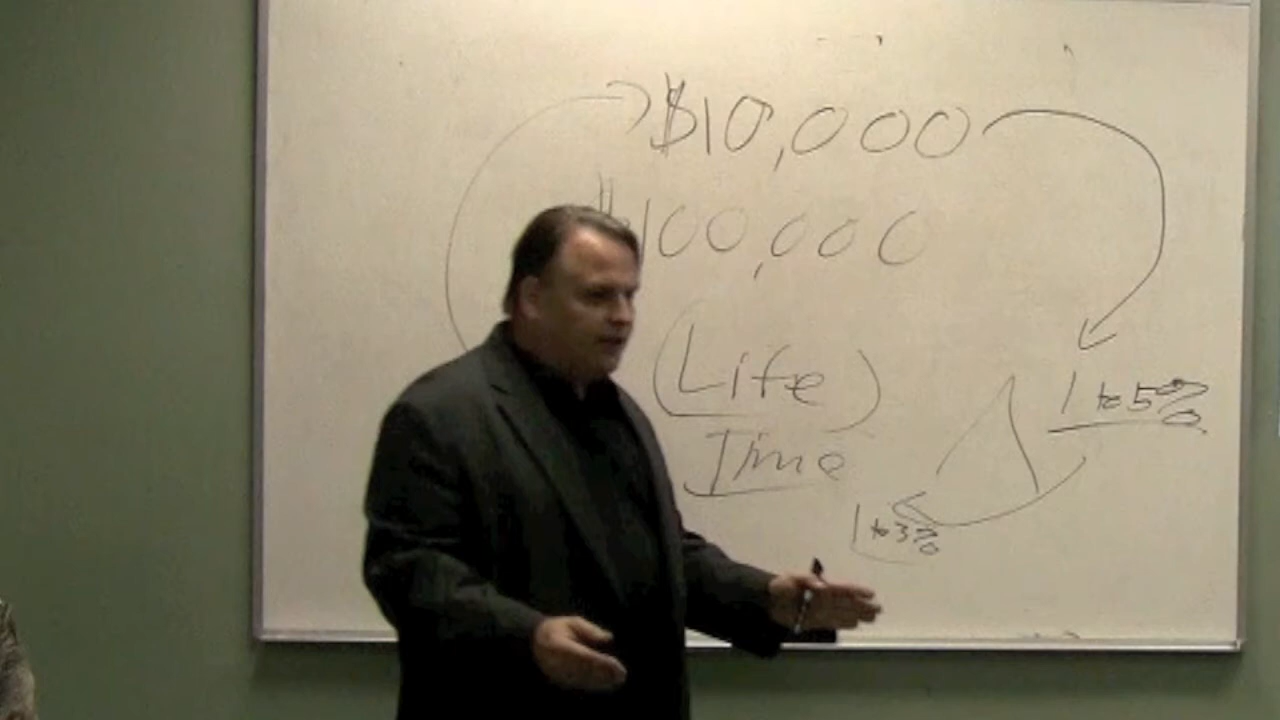 $10,000
$100,000
(Life)
Time
1 to 5%
1 to 3%